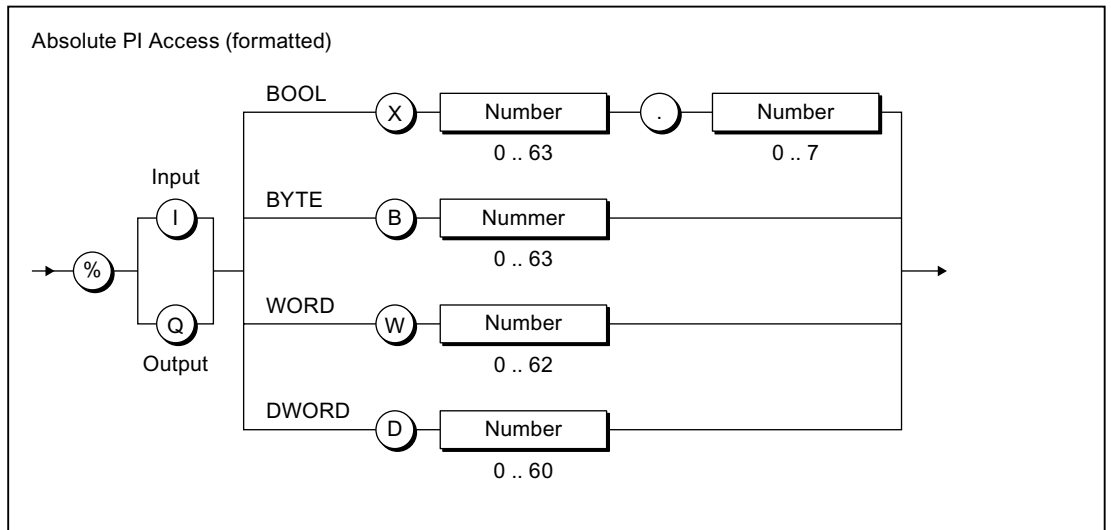 Absolute PI Access (formatted)
BOOL
X
Number
.
Number
0 .. 63
0 .. 7
Input
I
BYTE
B
Nummer
0 .. 63
%
Q
Output
WORD
W
Number
0 .. 62
DWORD
D
Number
0 .. 60